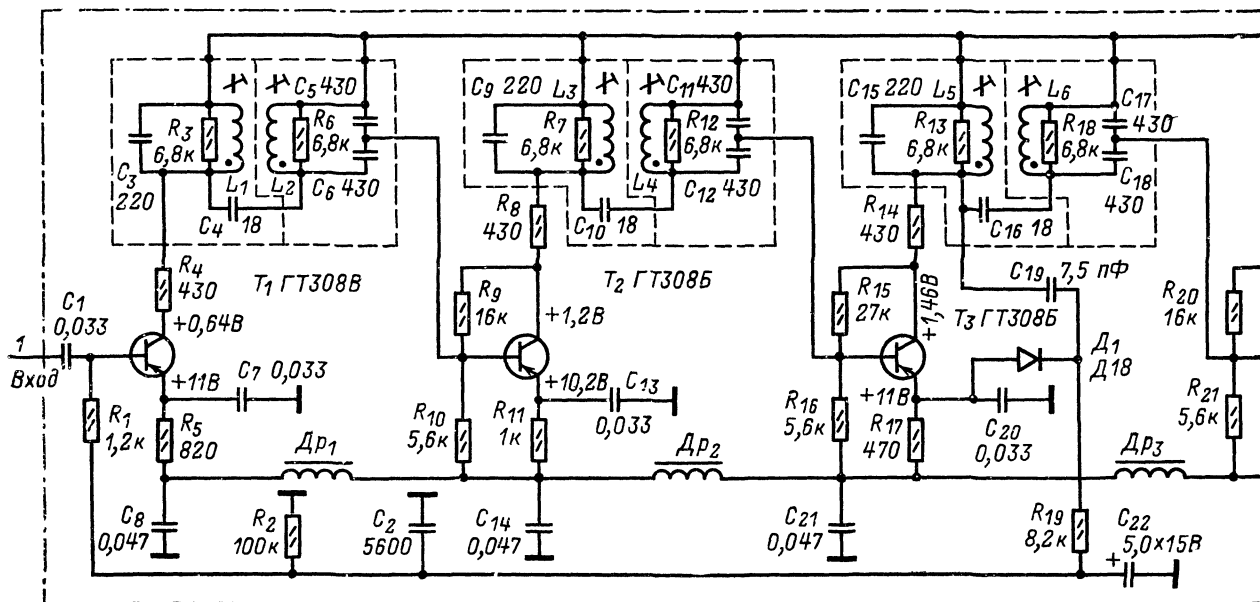 C5 430
C9 220
L3
C11 430
C15 220
L5
L6
C17
430
R3
6,8к
R6
6,8к
R7
6,8к
R12
6,8к
R13
6,8к
R18
6,8к
C3
220
L1
L2
C6 430
L4
C12 430
C18
430
C4 18
R8
430
C10 18
R14
430
C16 18
R4
430
T1 ГТ308В
T2 ГТ308Б
C19 7,5 пФ
C1
0,033
+0,64В
R9
16к
+1,2В
R15
27к
+1,46В
T3 ГТ308Б
R20
16к
1
Вход
Д1
Д18
+11В
C7 0,033
+10,2В
C13
0,033
+11В
R1
1,2к
R5
820
R10
5,6к
R11
1к
R16
5,6к
R17
470
C20
0,033
R21
5,6к
Др1
Др2
Др3
C8
0,047
R2
100к
C2
5600
C14
0,047
C21
0,047
R19
8,2к
C22
+ 5,0×15В